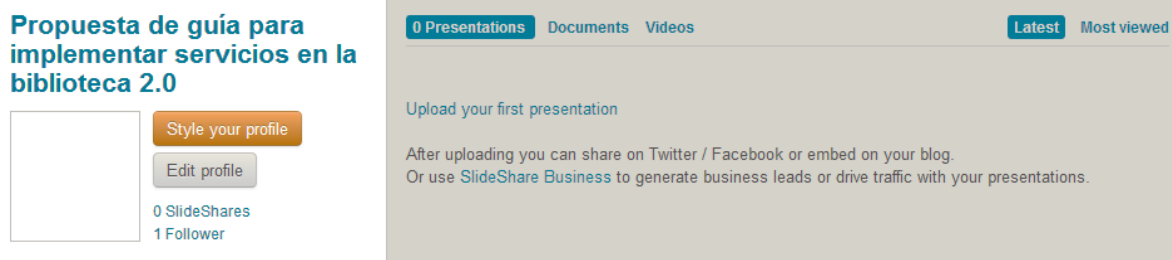 Propuesta de guía para
implementar servicios en la
biblioteca 2.0
Style your profile
Edit profile
0 SlideShares
1 Follower
0 Presentations Documents Videos Latest Most viewed
Upload your first presentation
After uploading you can share on Twitter / Facebook or embed on your blog.
Or use SlideShare Business to generate business leads or drive traffic with your presentations.